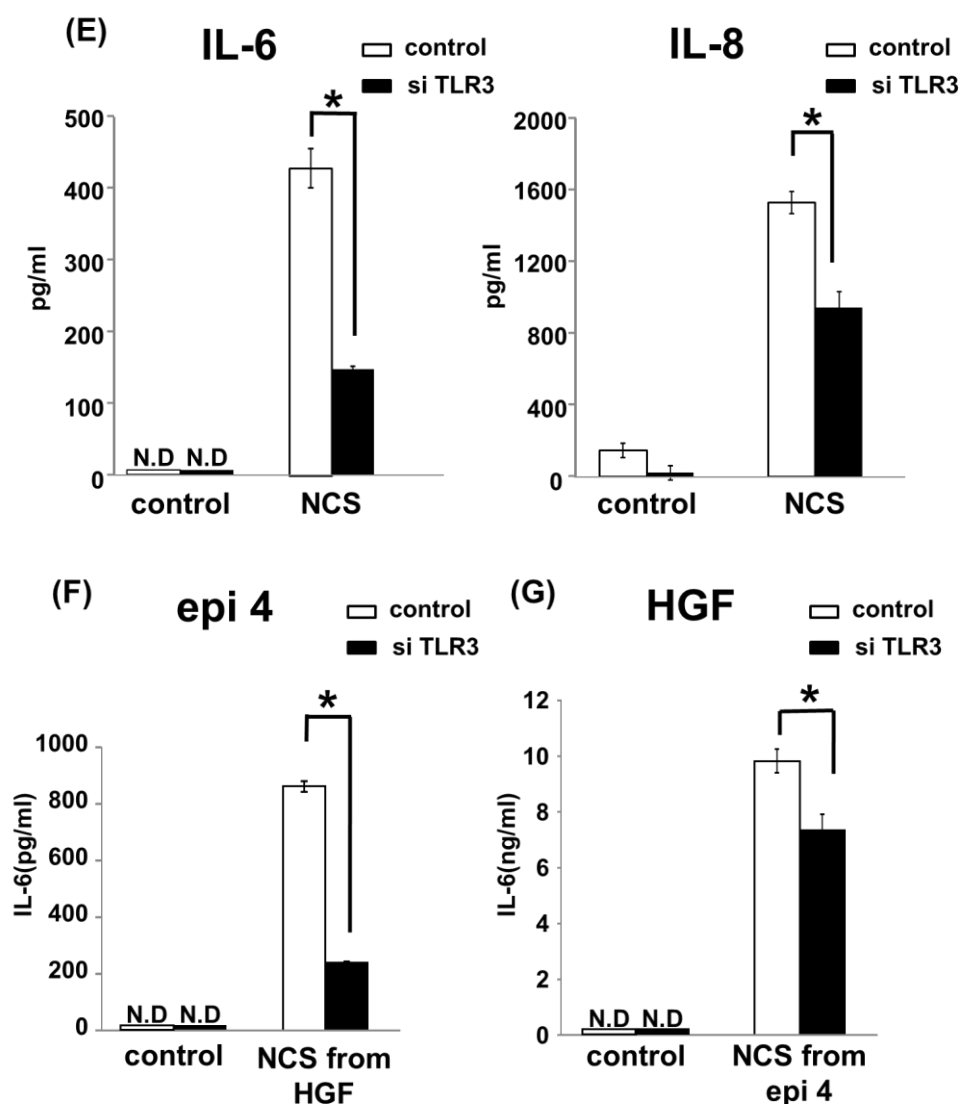 (E)
IL-6
control
si TLR3
*
500
400
300
200
100
0
pg/ml
N.D N.D
control NCS
IL-8
control
si TLR3
*
2000
1600
1200
800
400
0
pg/ml
control NCS
(F)
epi 4
control
si TLR3
*
1000
800
600
400
200
0
IL-6(pg/ml)
N.D N.D
control NCS from
HGF
(G)
HGF
control
si TLR3
*
12
10
8
6
4
2
0
IL-6(ng/ml)
N.D N.D
control NCS from
epi 4